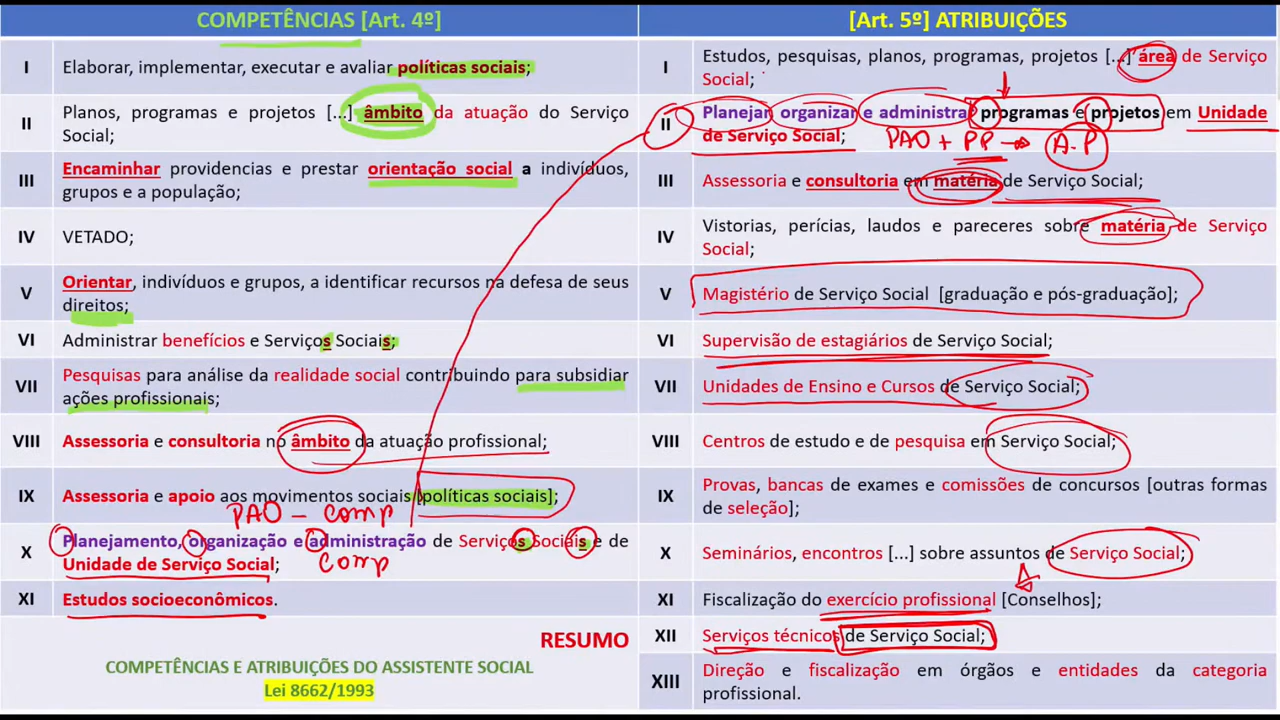 COMPETÊNCIAS [Art. 4º]
I
Elaborar, implementar, executar e avaliar políticas sociais;
II
Planos, programas e projetos [...] âmbito da atuação do Serviço
Social;
III
Encaminhar providencias e prestar orientação social a indivíduos,
grupos e a população;
IV
VETADO;
V
Orientar, indivíduos e grupos, a identificar recursos na defesa de seus
direitos;
VI
Administrar benefícios e Serviços Sociais;
VII
Pesquisas para análise da realidade social contribuindo para subsidiar
ações profissionais;
VIII
Assessoria e consultoria no âmbito da atuação profissional;
IX
Assessoria e apoio aos movimentos sociais [políticas sociais];
PAO - comp
X
Planejamento, organização e administração de Serviços Sociais e de
Unidade de Serviço Social;
comp
XI
Estudos socioeconômicos.
RESUMO
COMPETÊNCIAS E ATRIBUIÇÕES DO ASSISTENTE SOCIAL
Lei 8662/1993
[Art. 5º] ATRIBUIÇÕES
I
Estudos, pesquisas, planos, programas, projetos [...] área de Serviço
Social;
II
Planejar organizar e administrar programas e projetos em Unidade
de Serviço Social;
PAO + PP → A.P
III
Assessoria e consultoria em matéria de Serviço Social;
IV
Vistorias, perícias, laudos e pareceres sobre matéria de Serviço
Social;
V
Magistério de Serviço Social [graduação e pós-graduação];
VI
Supervisão de estagiários de Serviço Social;
VII
Unidades de Ensino e Cursos de Serviço Social;
VIII
Centros de estudo e de pesquisa em Serviço Social;
IX
Provas, bancas de exames e comissões de concursos [outras formas
de seleção];
X
Seminários, encontros [...] sobre assuntos de Serviço Social;
XI
Fiscalização do exercício profissional [Conselhos];
XII
Serviços técnicos de Serviço Social;
XIII
Direção e fiscalização em órgãos e entidades da categoria
profissional.